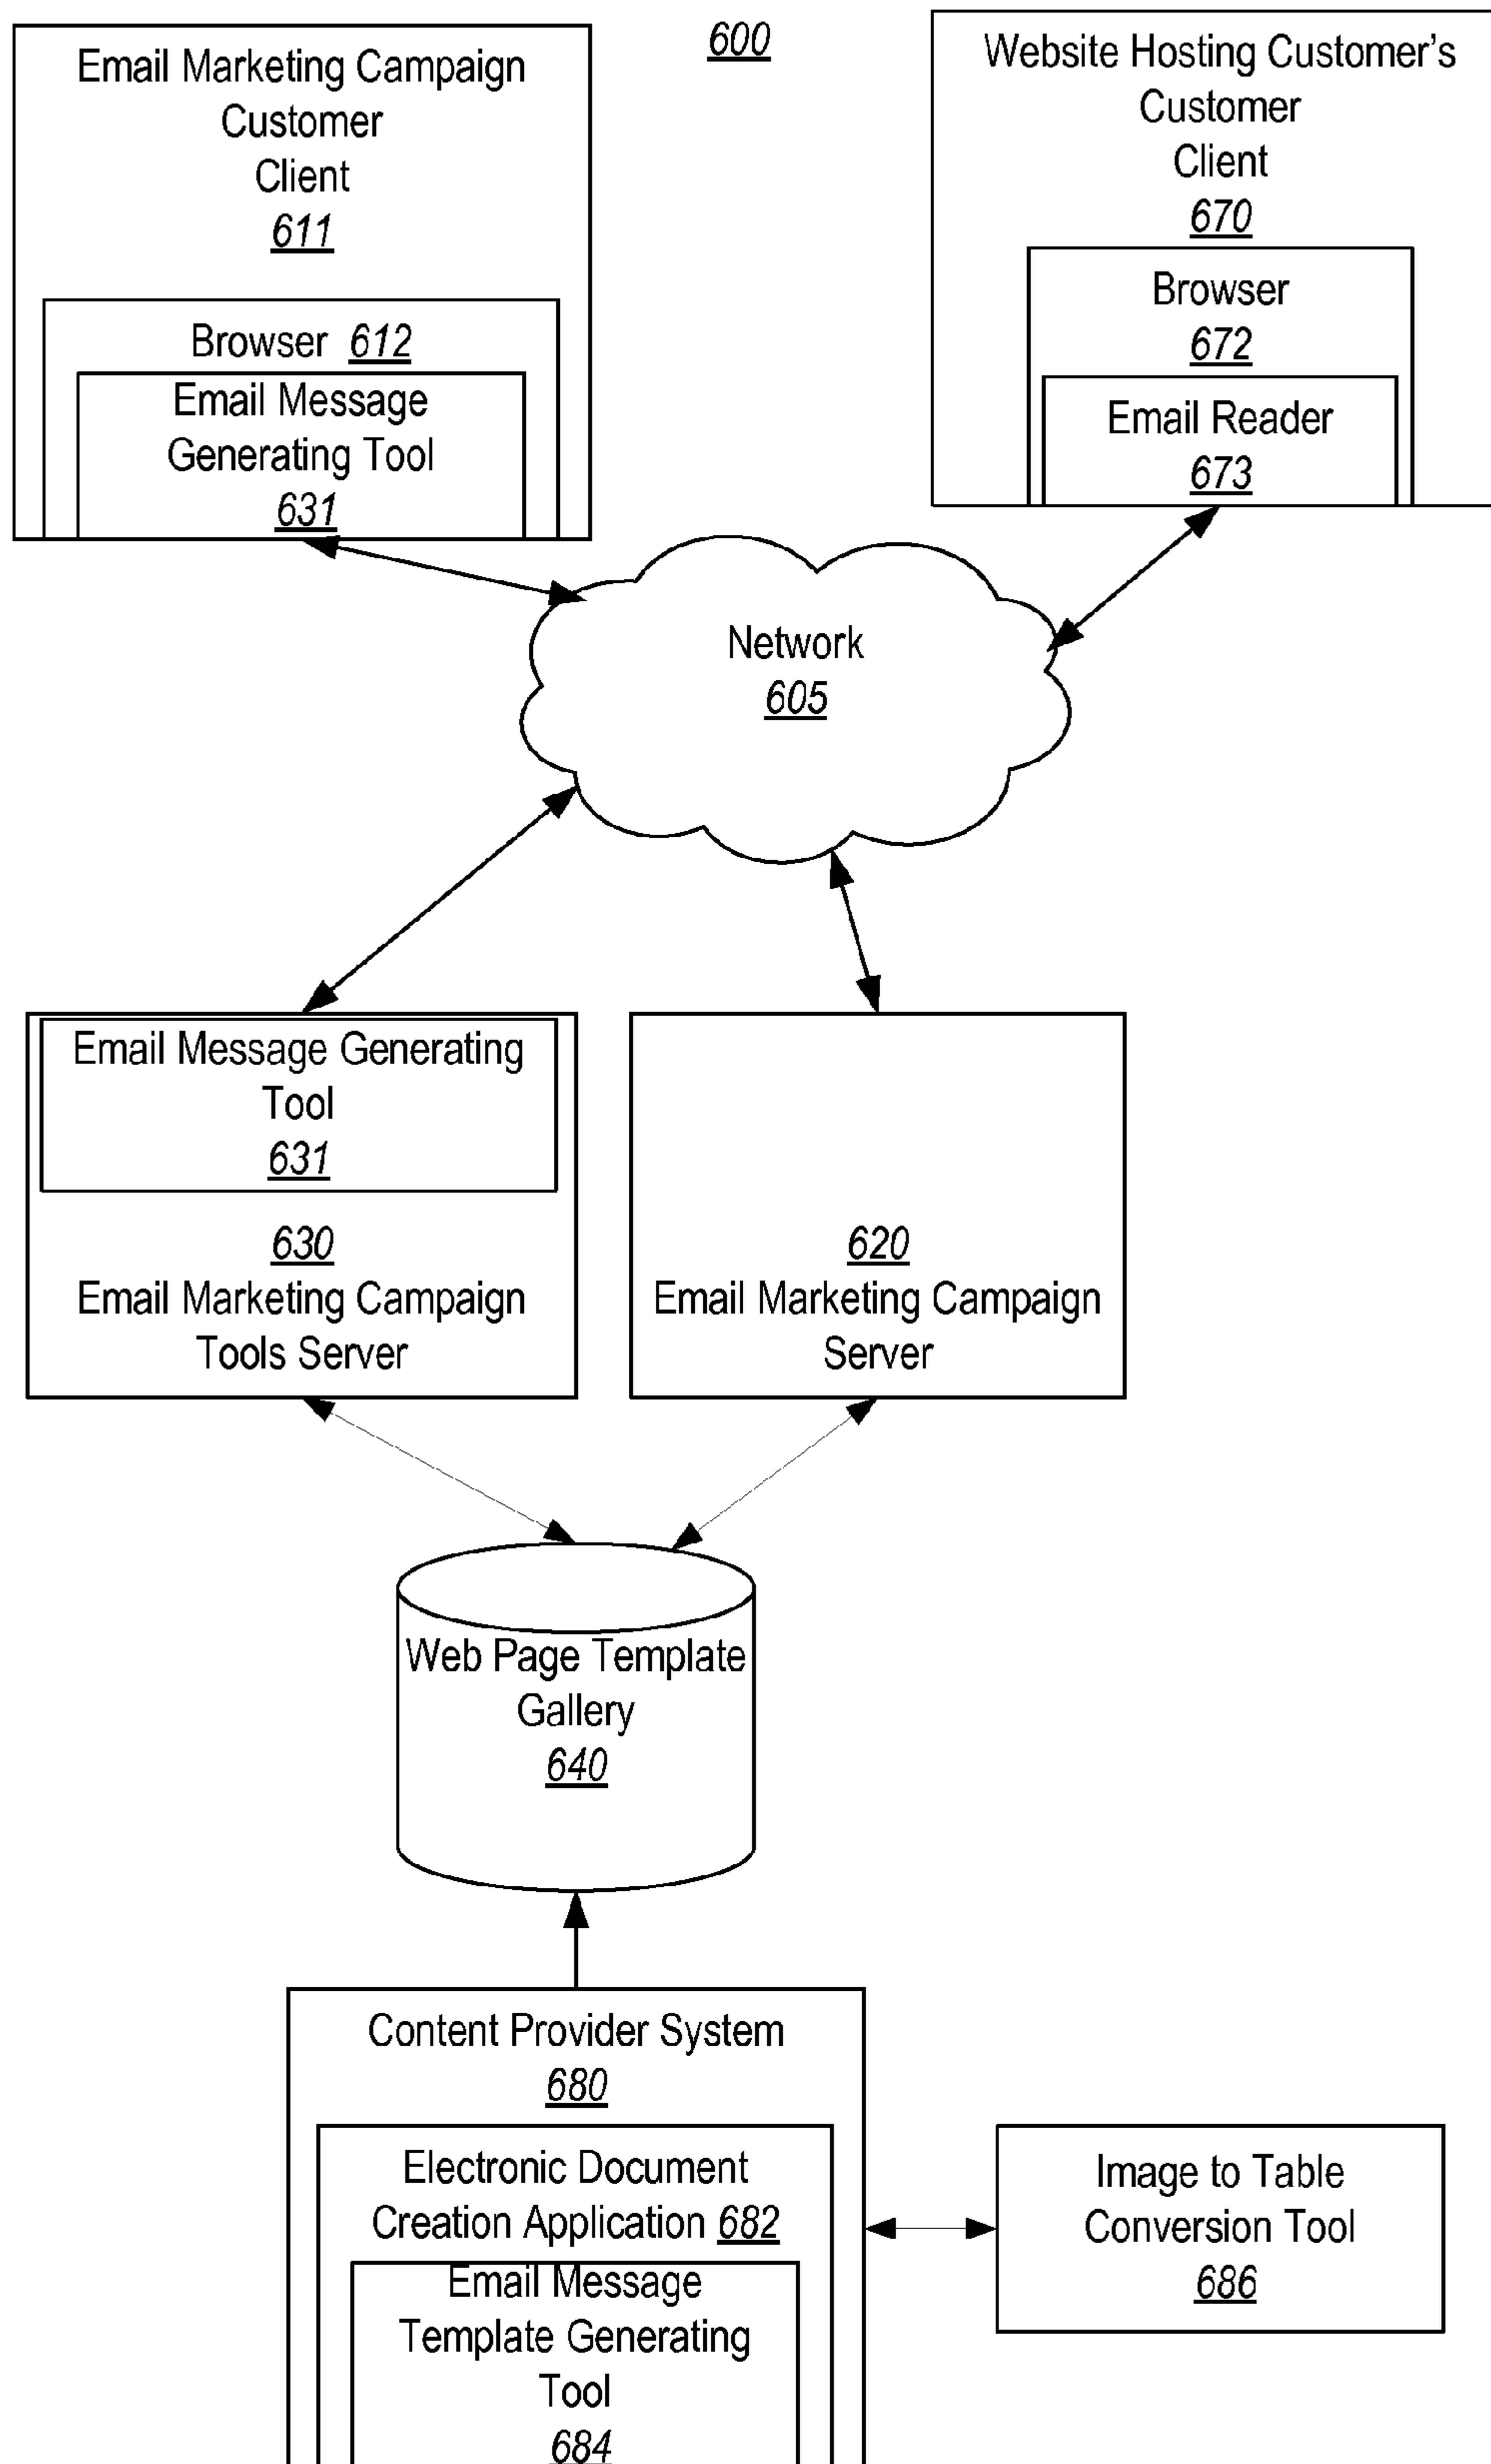 600
Email Marketing Campaign
Customer
Client
611
Browser 612
Email Message
Generating Tool
631
Website Hosting Customer's
Customer
Client
670
Browser
672
Email Reader
673
Network
605
Email Message Generating
Tool
631
630
Email Marketing Campaign
Tools Server
620
Email Marketing Campaign
Server
Web Page Template
Gallery
640
Content Provider System
680
Electronic Document
Creation Application 682
Email Message
Template Generating
Tool
684
Image to Table
Conversion Tool
686